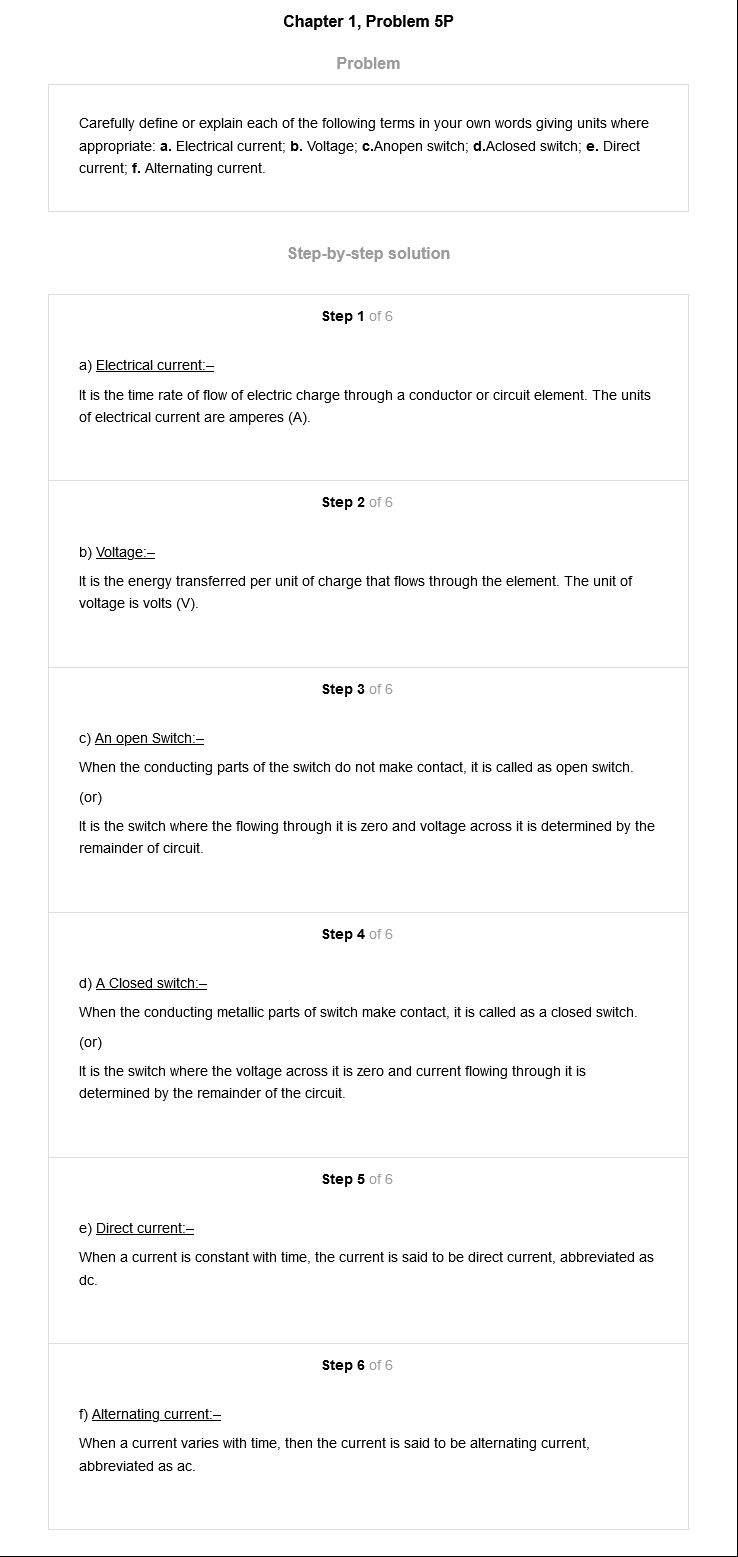 Chapter 1, Problem 5P
Problem
Carefully define or explain each of the following terms in your own words giving units where
appropriate: a. Electrical current; b. Voltage; c.Anopen switch; d.Aclosed switch; e. Direct
current; f. Alternating current.
Step-by-step solution
Step 1 of 6
a) Electrical current:–
It is the time rate of flow of electric charge through a conductor or circuit element. The units
of electrical current are amperes (A).
Step 2 of 6
b) Voltage:–
It is the energy transferred per unit of charge that flows through the element. The unit of
voltage is volts (V).
Step 3 of 6
c) An open Switch:–
When the conducting parts of the switch do not make contact, it is called as open switch.
(or)
It is the switch where the flowing through it is zero and voltage across it is determined by the
remainder of circuit.
Step 4 of 6
d) A Closed switch:–
When the conducting metallic parts of switch make contact, it is called as a closed switch.
(or)
It is the switch where the voltage across it is zero and current flowing through it is
determined by the remainder of the circuit.
Step 5 of 6
e) Direct current:–
When a current is constant with time, the current is said to be direct current, abbreviated as
dc.
Step 6 of 6
f) Alternating current:–
When a current varies with time, then the current is said to be alternating current,
abbreviated as ac.